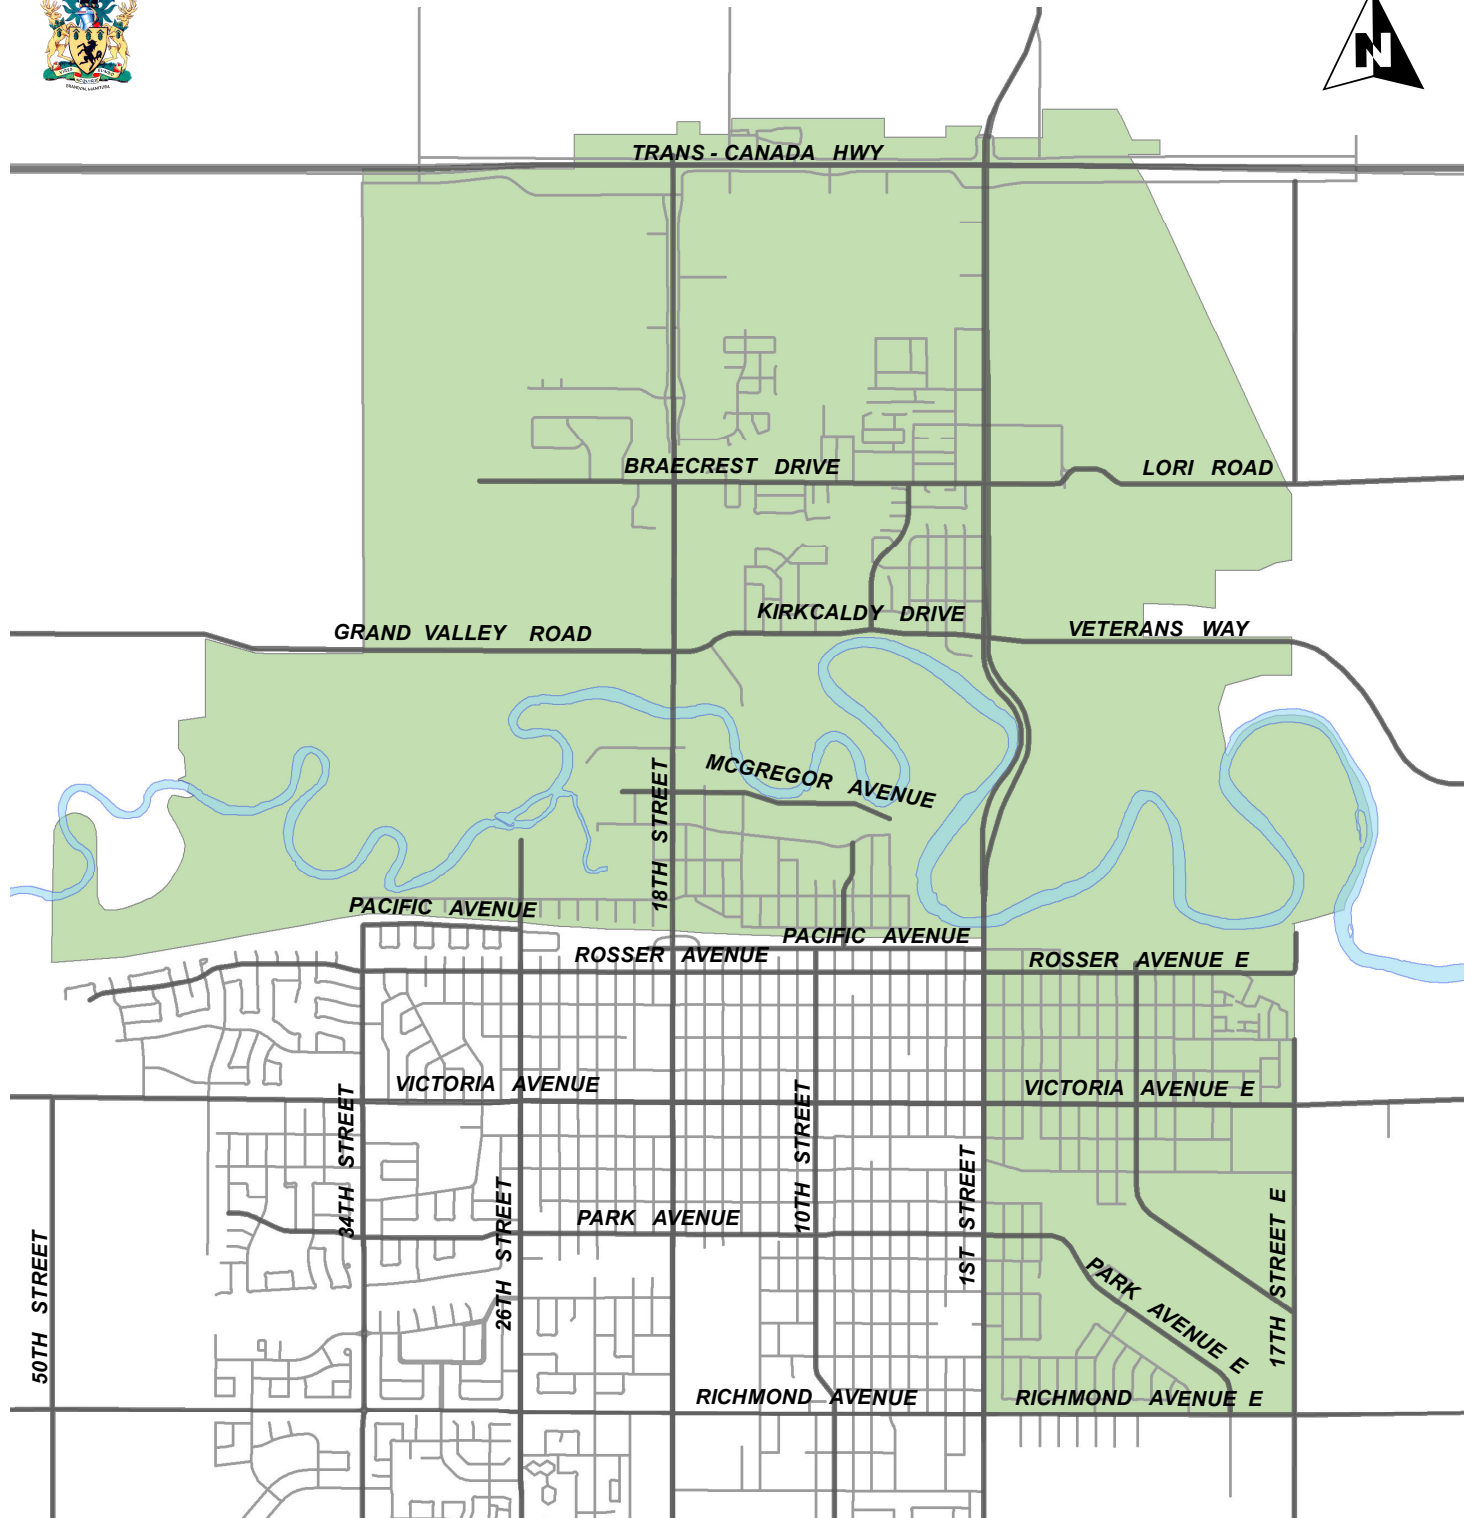 N
TRANS - CANADA HWY
BRAECREST DRIVE
LORI ROAD
KIRKCALDY DRIVE
GRAND VALLEY ROAD
VETERANS WAY
MCGREGOR AVENUE
18TH STREET
PACIFIC AVENUE
PACIFIC AVENUE
ROSSER AVENUE
ROSSER AVENUE E
VICTORIA AVENUE
VICTORIA AVENUE E
34TH STREET
10TH STREET
1ST STREET
26TH STREET
PARK AVENUE
17TH STREET E
50TH STREET
PARK AVENUE E
RICHMOND AVENUE
RICHMOND AVENUE E